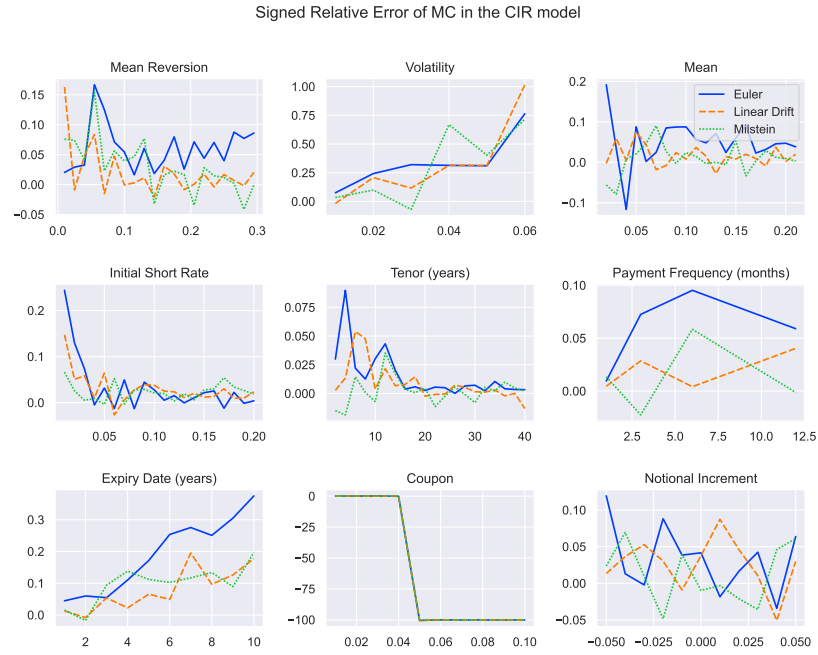 Signed Relative Error of MC in the CIR model
Mean Reversion
0.15
0.10
0.05
0.00
−0.05
0.0 0.1 0.2 0.3
Volatility
1.00
0.75
0.50
0.25
0.00
0.02 0.04 0.06
Mean
0.2
0.1
0.0
−0.1
0.05 0.10 0.15 0.20
Euler
Linear Drift
Milstein
Initial Short Rate
0.2
0.1
0.0
0.05 0.10 0.15 0.20
Tenor (years)
0.075
0.050
0.025
0.000
10 20 30 40
Payment Frequency (months)
0.10
0.05
0.00
2.5 5.0 7.5 10.0 12.5
Expiry Date (years)
0.3
0.2
0.1
0.0
2 4 6 8 10
Coupon
0
−25
−50
−75
−100
0.02 0.04 0.06 0.08 0.10
Notional Increment
0.10
0.05
0.00
−0.05
−0.050 −0.025 0.000 0.025 0.050